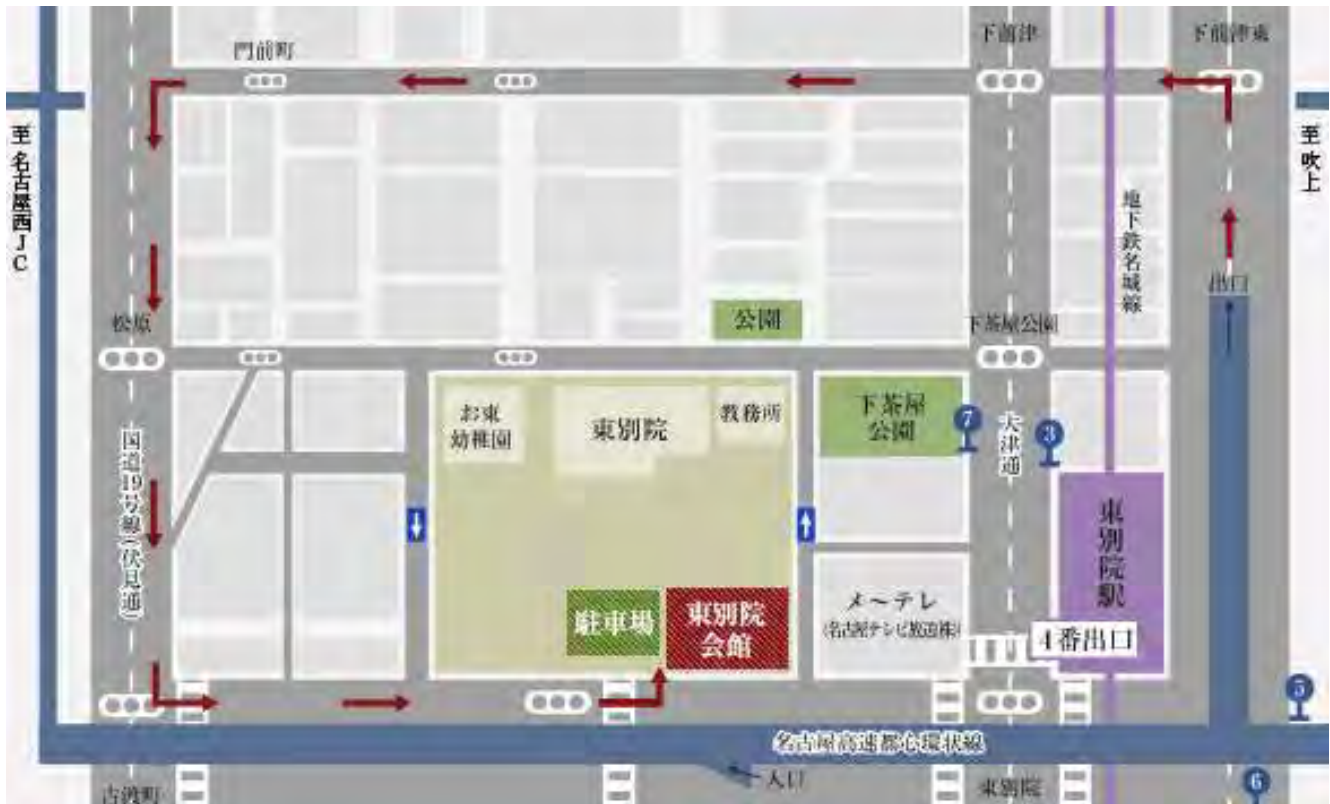 下前津
下前津東
門前町
至 名古屋西JC
至 吹上
地下鉄名城線
出口
松原
公園
下茶屋公園
お東
幼稚園
東別院
教務所
下茶屋
公園
7
大津通
3
国道19号線(伏見通)
東別院駅
駐車場
東別院
会館
メ～テレ
(名古屋テレビ放送㈱)
4番出口
5
名古屋高速都心環状線
入口
古渡町
東別院
6